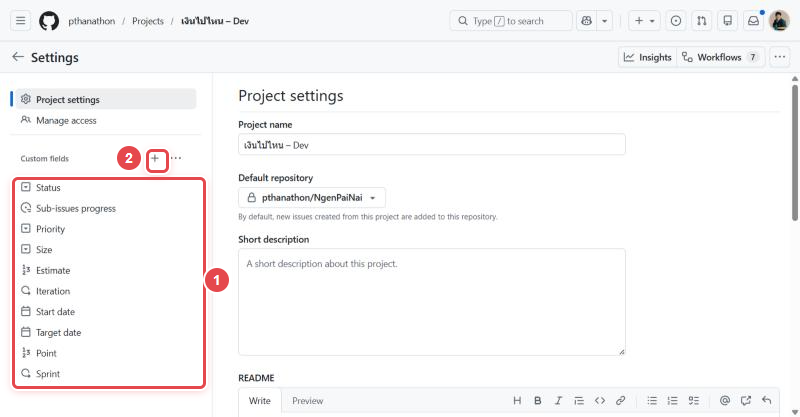 pthanathon / Projects / เงินไปไหน – Dev
Type / to search
Settings
Insights
Workflows 7
Project settings
Manage access
Custom fields
2
Status
Sub-issues progress
Priority
Size
Estimate
Iteration
Start date
Target date
Point
Sprint
1
Project settings
Project name
เงินไปไหน – Dev
Default repository
pthanathon/NgenPaiNai
By default, new issues created from this project are added to this repository.
Short description
A short description about this project.
README
Write
Preview